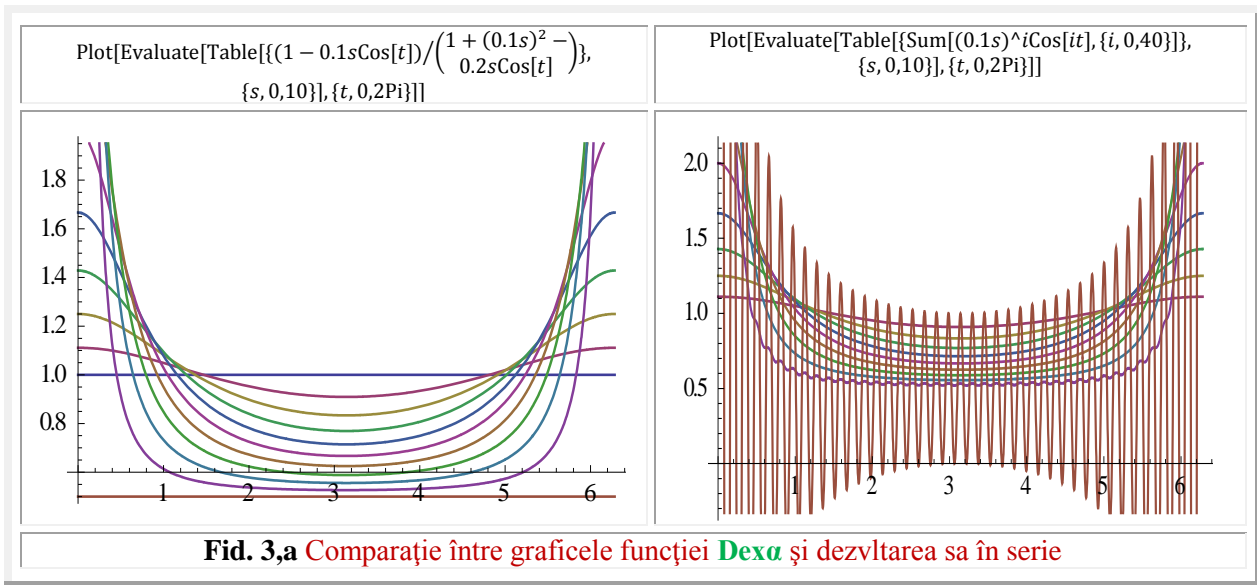 Plot[Evaluate[Table[{(1 − 0.1sCos[t])/(1 + (0.1s)² −
0.2sCos[t])},
{s, 0,10}], {t, 0,2Pi}]]
Plot[Evaluate[Table[{Sum[(0.1s)^iCos[it], {i, 0,40}]},
{s, 0,10}], {t, 0,2Pi}]]
1.8
1.6
1.4
1.2
1.0
0.8
1 2 3 4 5 6
2.0
1.5
1.0
0.5
1 2 3 4 5 6
Fid. 3,a Comparaţie între graficele funcţiei Dexα şi dezvltarea sa în serie